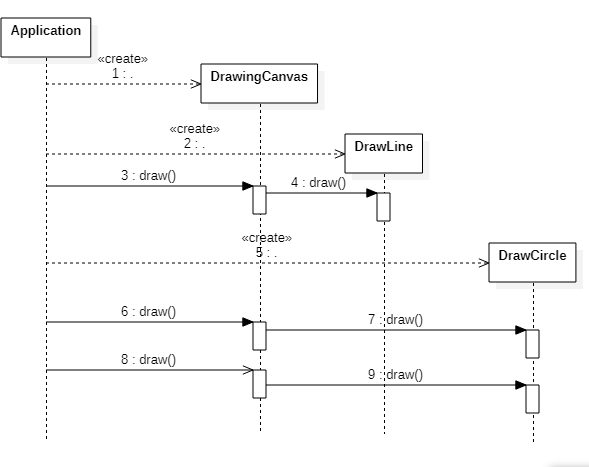 Application
«create»
1 : .
DrawingCanvas
«create»
2 : .
DrawLine
3 : draw()
4 : draw()
«create»
5 : .
DrawCircle
6 : draw()
7 : draw()
8 : draw()
9 : draw()